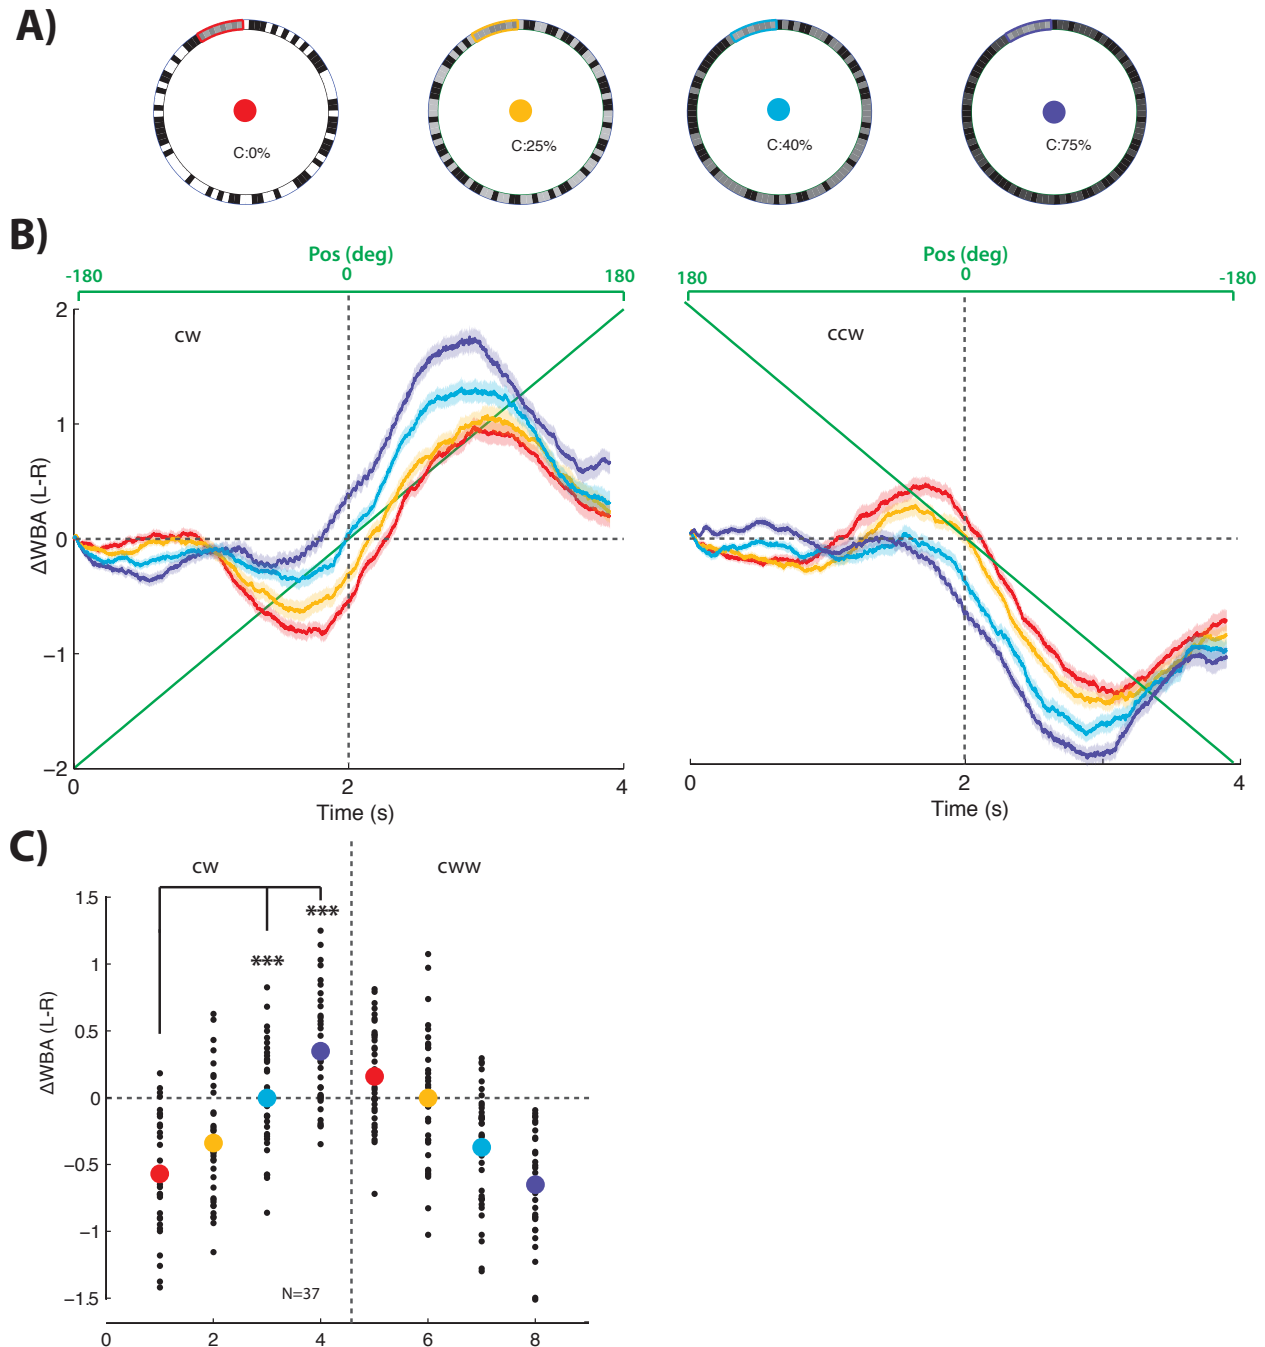 A)
C:0%
C:25%
C:40%
C:75%
B)
Pos (deg)
-180 0 180
Pos (deg)
180 0 -180
cw
ccw
2
1
0
−1
−2
ΔWBA (L-R)
0 2 4
Time (s)
0 2 4
Time (s)
C)
cw
cww
1.5
1
0.5
0
−0.5
−1
−1.5
ΔWBA (L-R)
***
***
N=37
0 2 4 6 8